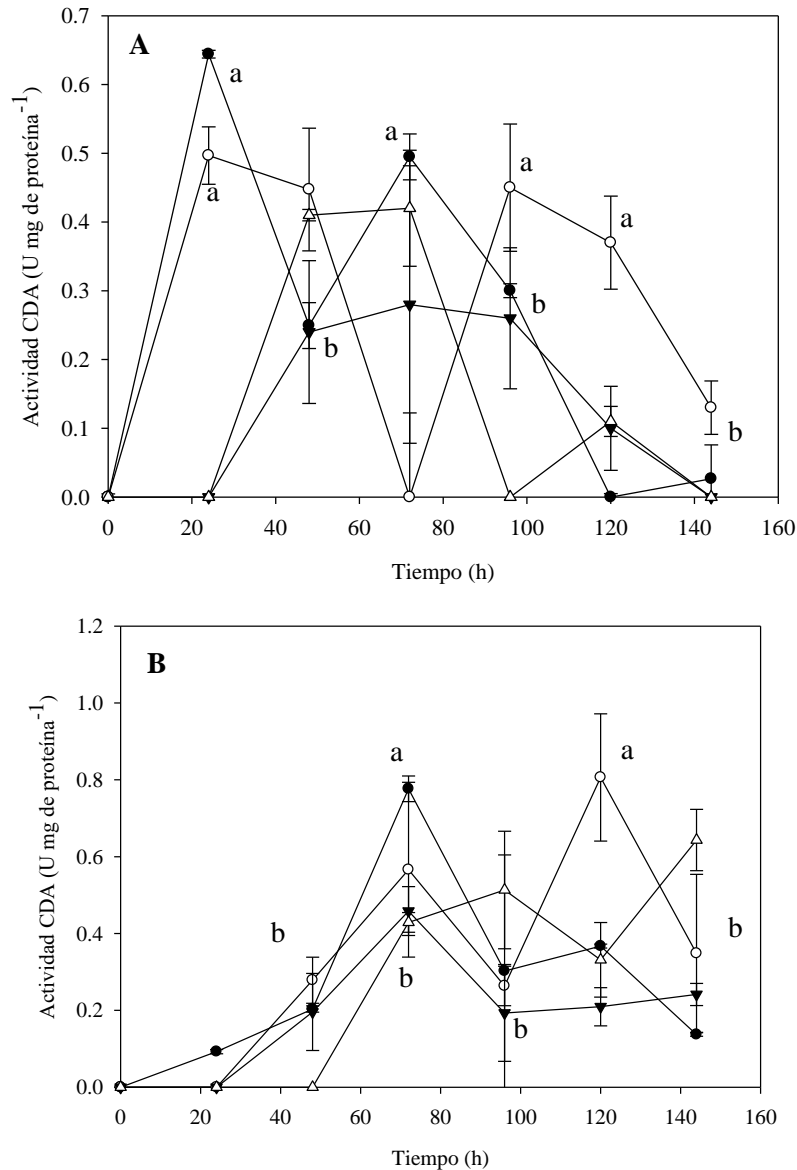 A
0.7
0.6
0.5
0.4
0.3
0.2
0.1
0.0
Actividad CDA (U mg de proteína-1)
a
a
a
a
a
b
b
b
0 20 40 60 80 100 120 140 160
Tiempo (h)
B
1.2
1.0
0.8
0.6
0.4
0.2
0.0
Actividad CDA (U mg de proteína-1)
a
a
b
b
b
b
0 20 40 60 80 100 120 140 160
Tiempo (h)